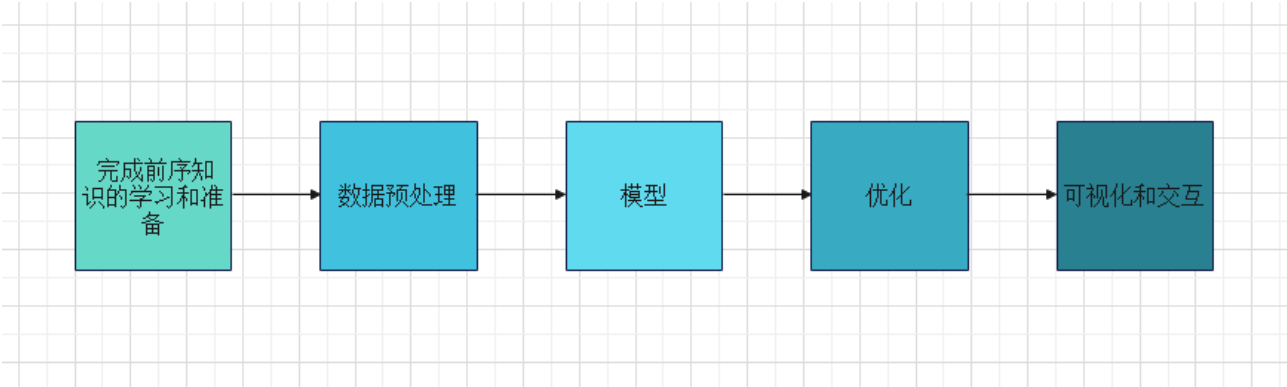 完成前序知
识的学习和准
备
数据预处理
模型
优化
可视化和交互